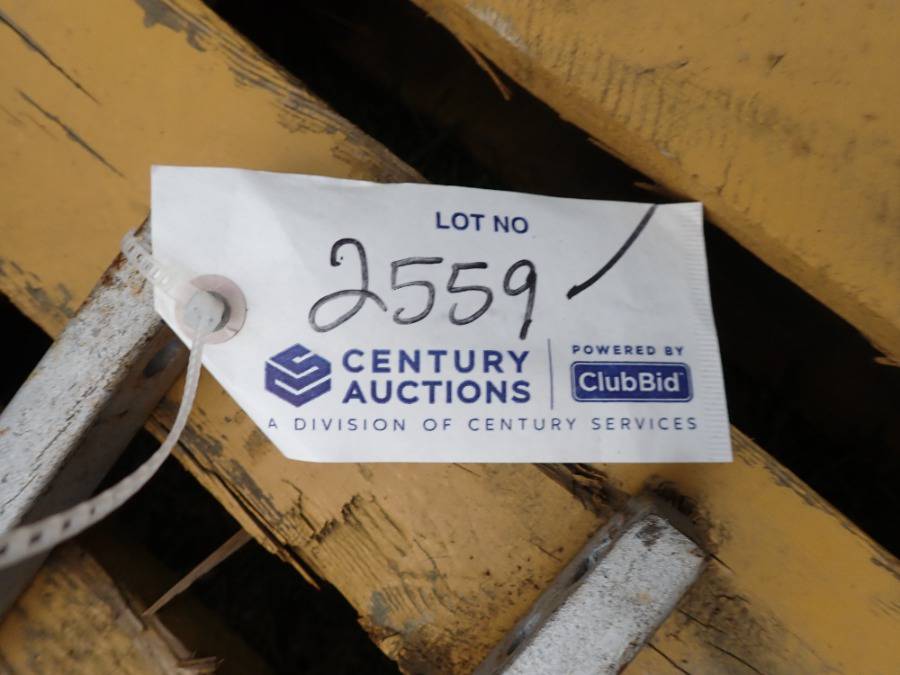 LOT NO
2559
CENTURY AUCTIONS
POWERED BY
ClubBid
A DIVISION OF CENTURY SERVICES